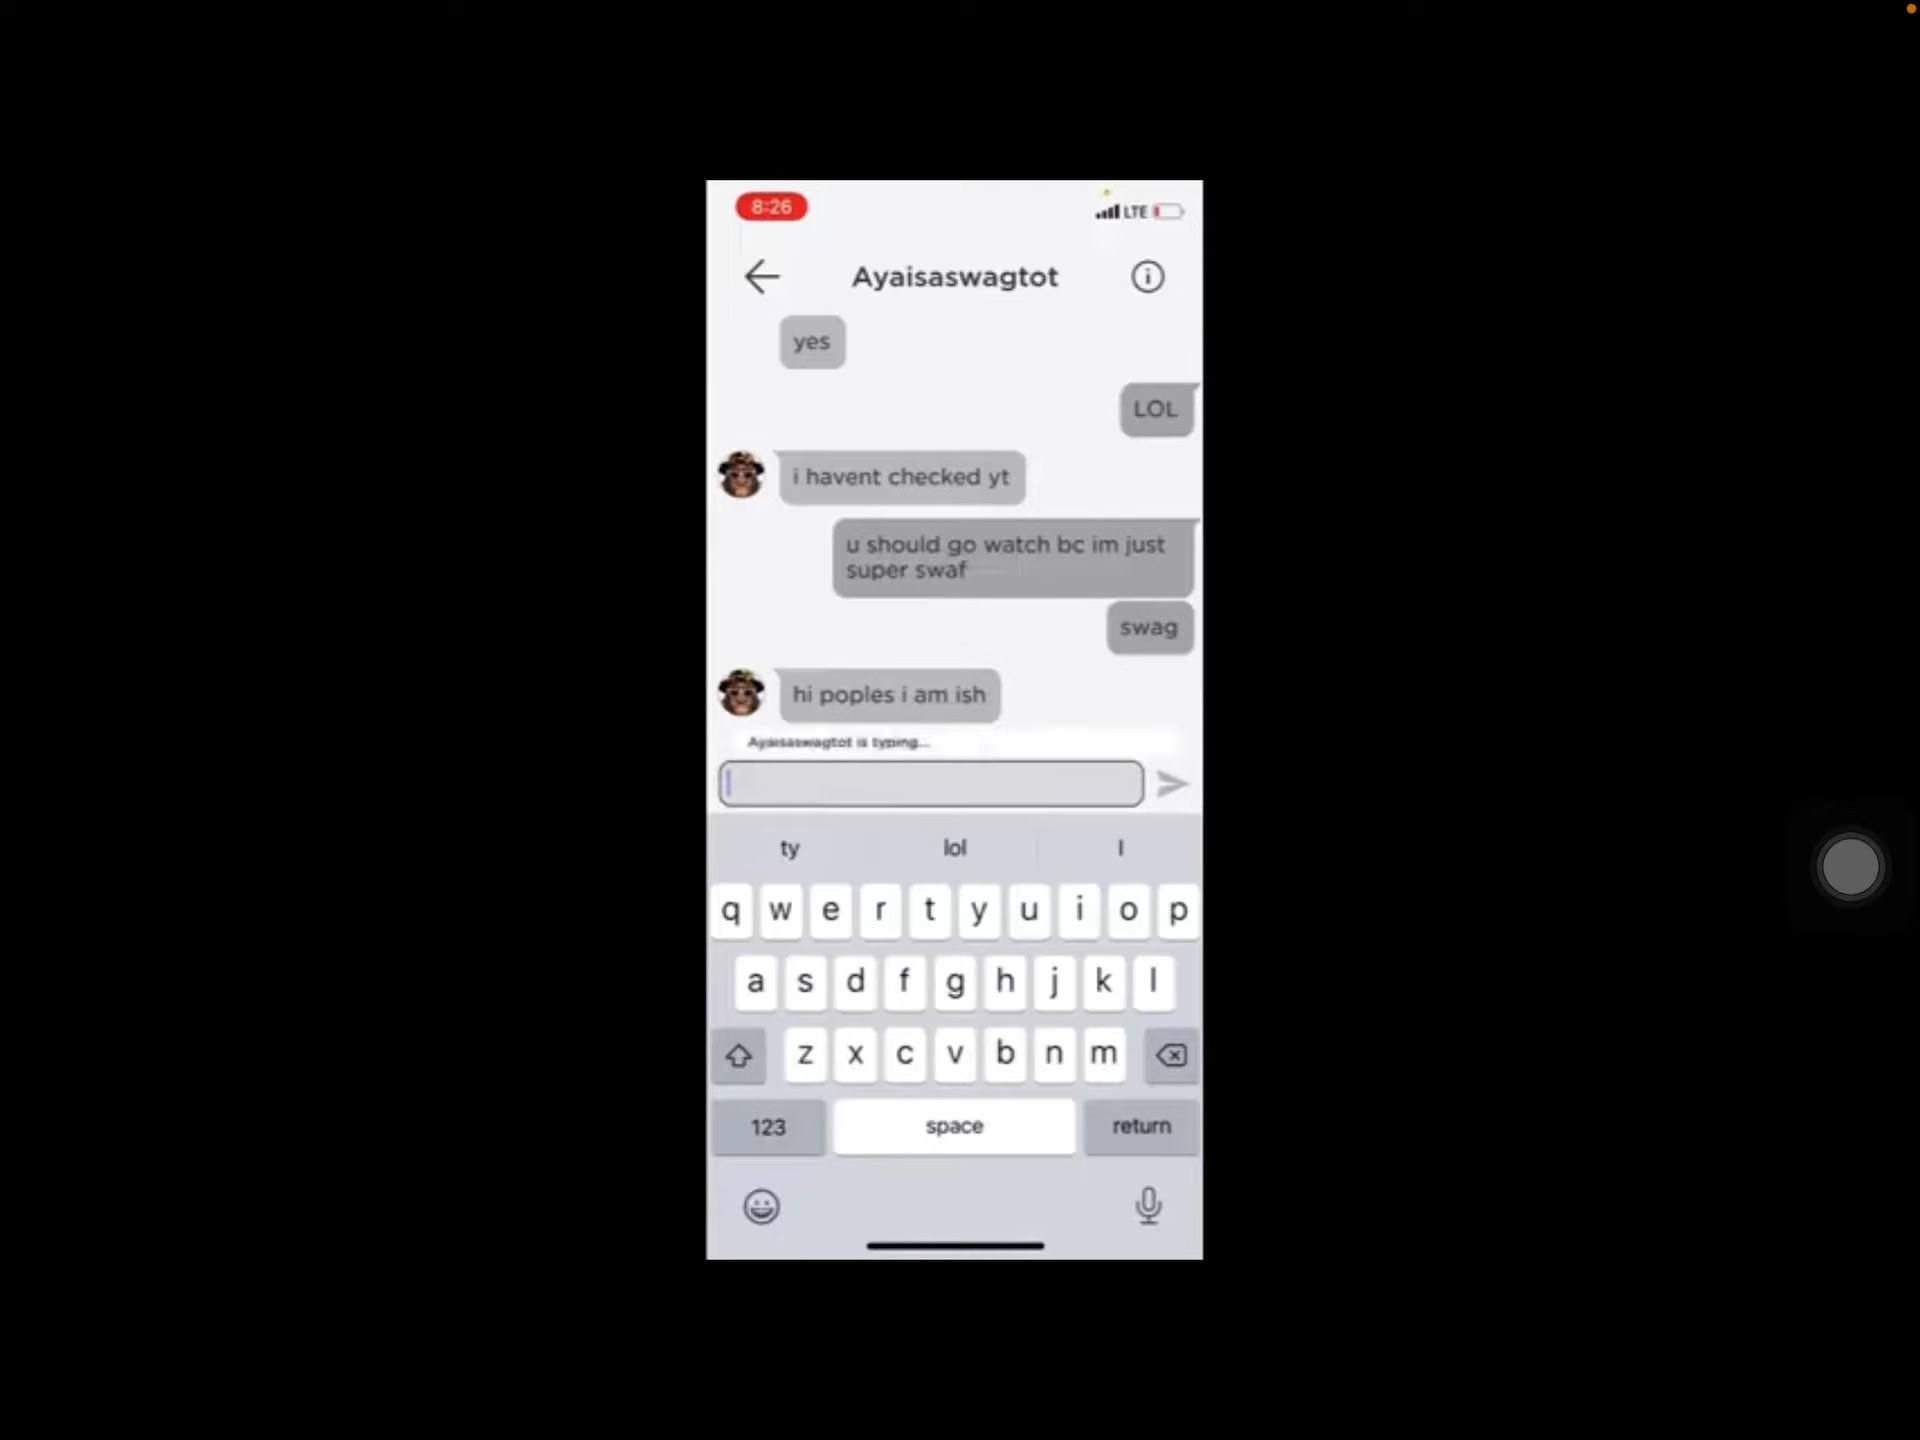 8:26
LTE
Ayaisaswagtot
yes
LOL
i havent checked yt
u should go watch bc im just
super swaf
swag
hi poples i am ish
Ayaisaswagtot is typing...
ty lol I
q w e r t y u i o p
a s d f g h j k l
z x c v b n m
123 space return